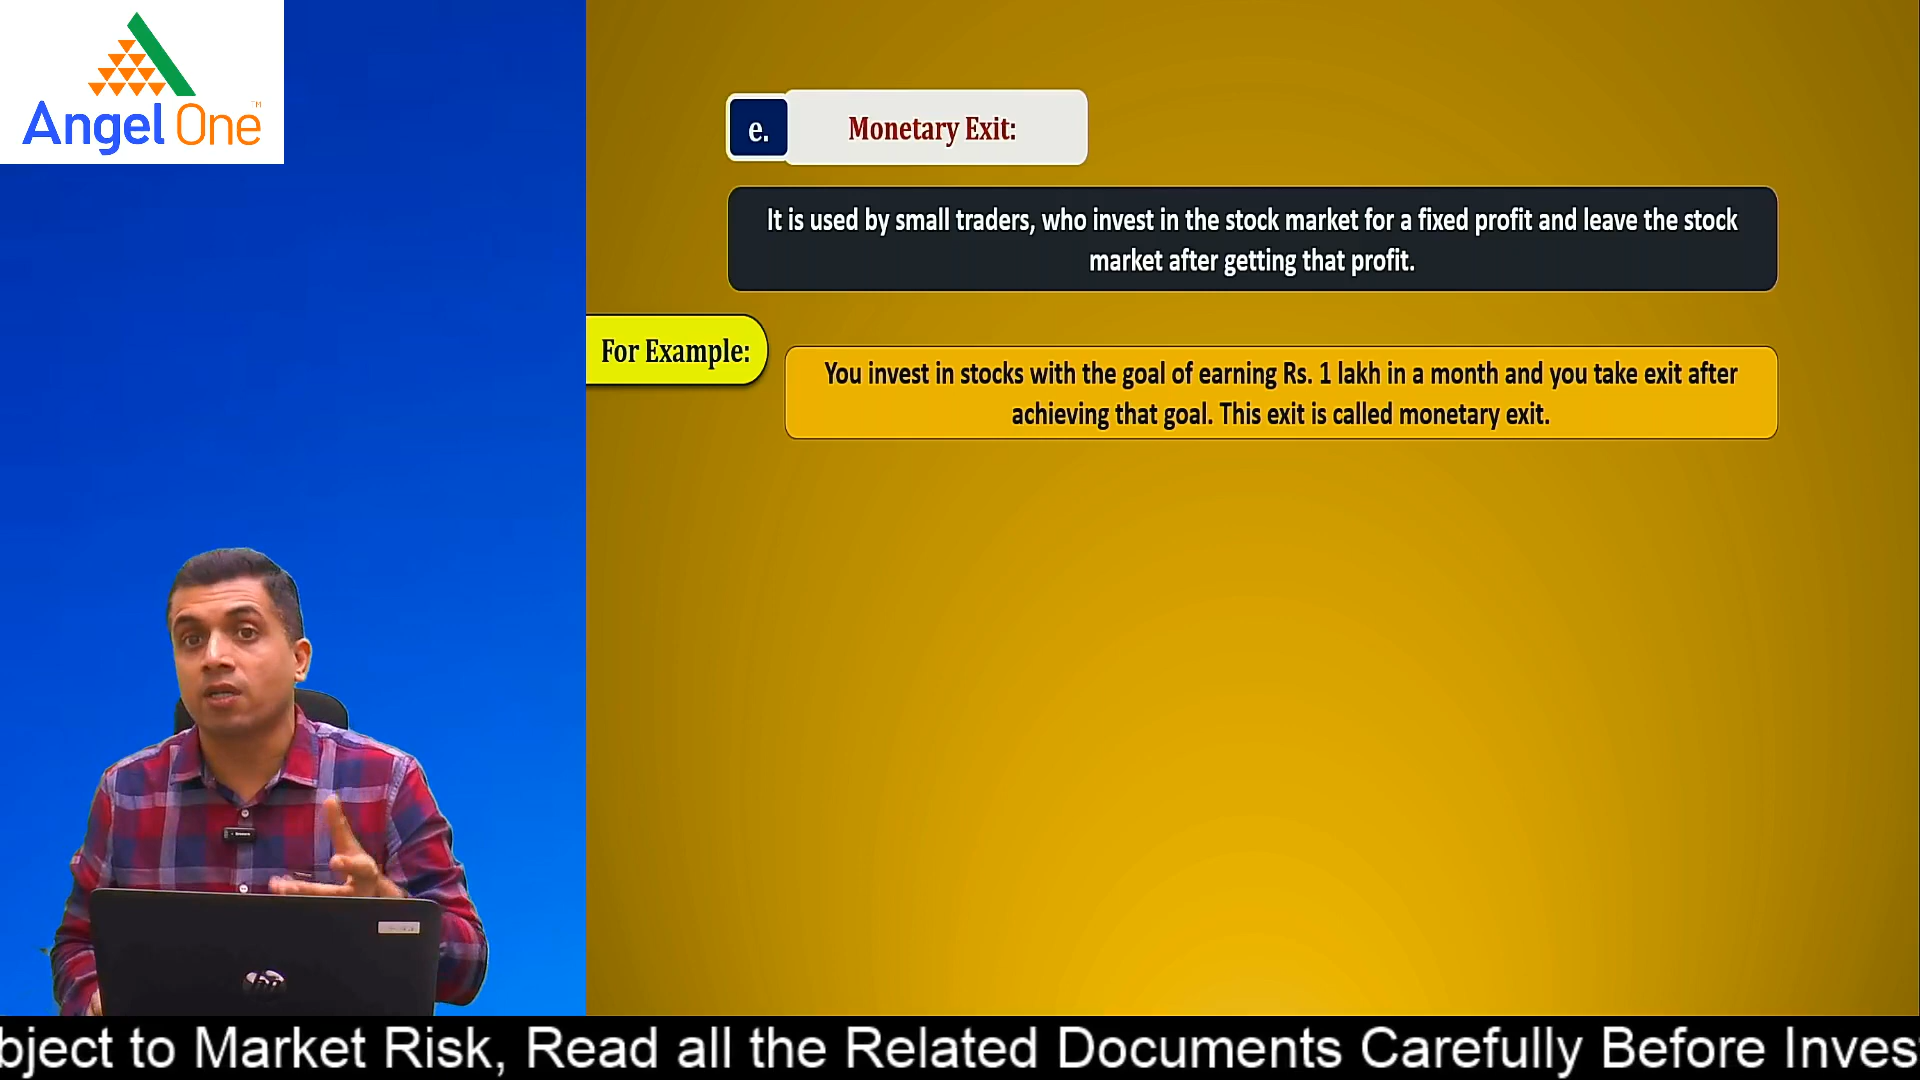 Angel One
TM
e.
Monetary Exit:
It is used by small traders, who invest in the stock market for a fixed profit and leave the stock
market after getting that profit.
For Example:
You invest in stocks with the goal of earning Rs. 1 lakh in a month and you take exit after
achieving that goal. This exit is called monetary exit.
hp
bject to Market Risk, Read all the Related Documents Carefully Before Inves